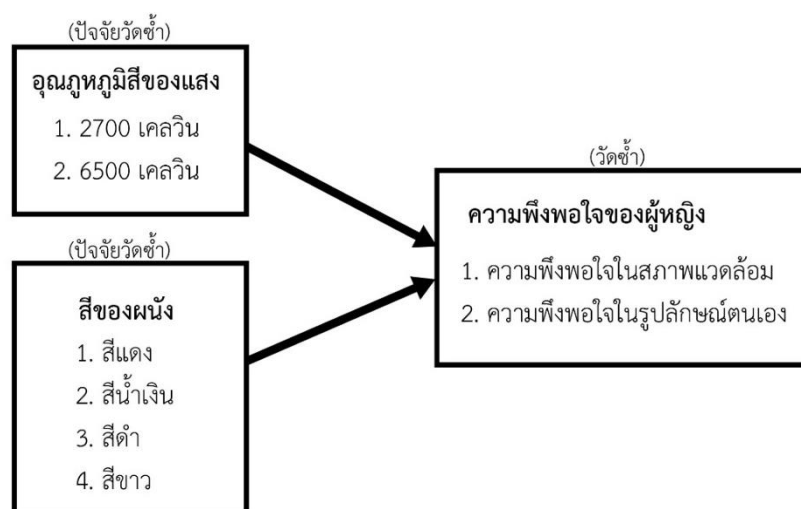 (ปัจจัยวัดซ้ำ)
อุณภูหภูมิสีของแสง
1. 2700 เคลวิน
2. 6500 เคลวิน
(ปัจจัยวัดซ้ำ)
สีของผนัง
1. สีแดง
2. สีน้ำเงิน
3. สีดำ
4. สีขาว
(วัดซ้ำ)
ความพึงพอใจของผู้หญิง
1. ความพึงพอใจในสภาพแวดล้อม
2. ความพึงพอใจในรูปลักษณ์ตนเอง